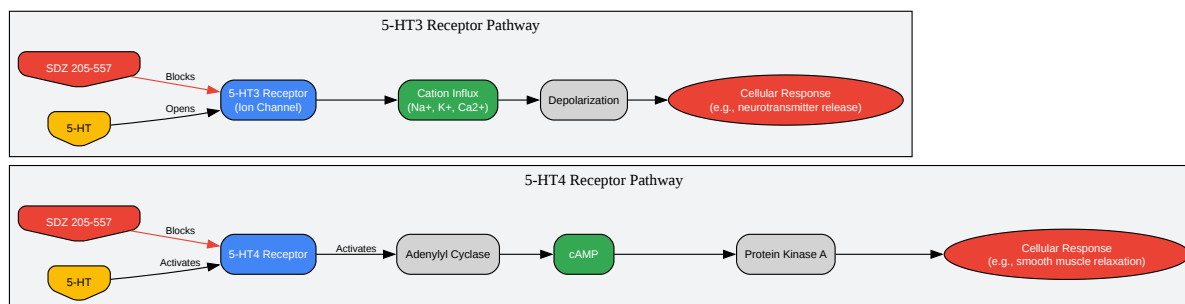 5-HT3 Receptor Pathway
SDZ 205-557
Blocks
5-HT
Opens
5-HT3 Receptor
(Ion Channel)
Cation Influx
(Na+, K+, Ca2+)
Depolarization
Cellular Response
(e.g., neurotransmitter release)
5-HT4 Receptor Pathway
SDZ 205-557
Blocks
5-HT
Activates
5-HT4 Receptor
Activates
Adenylyl Cyclase
cAMP
Protein Kinase A
Cellular Response
(e.g., smooth muscle relaxation)